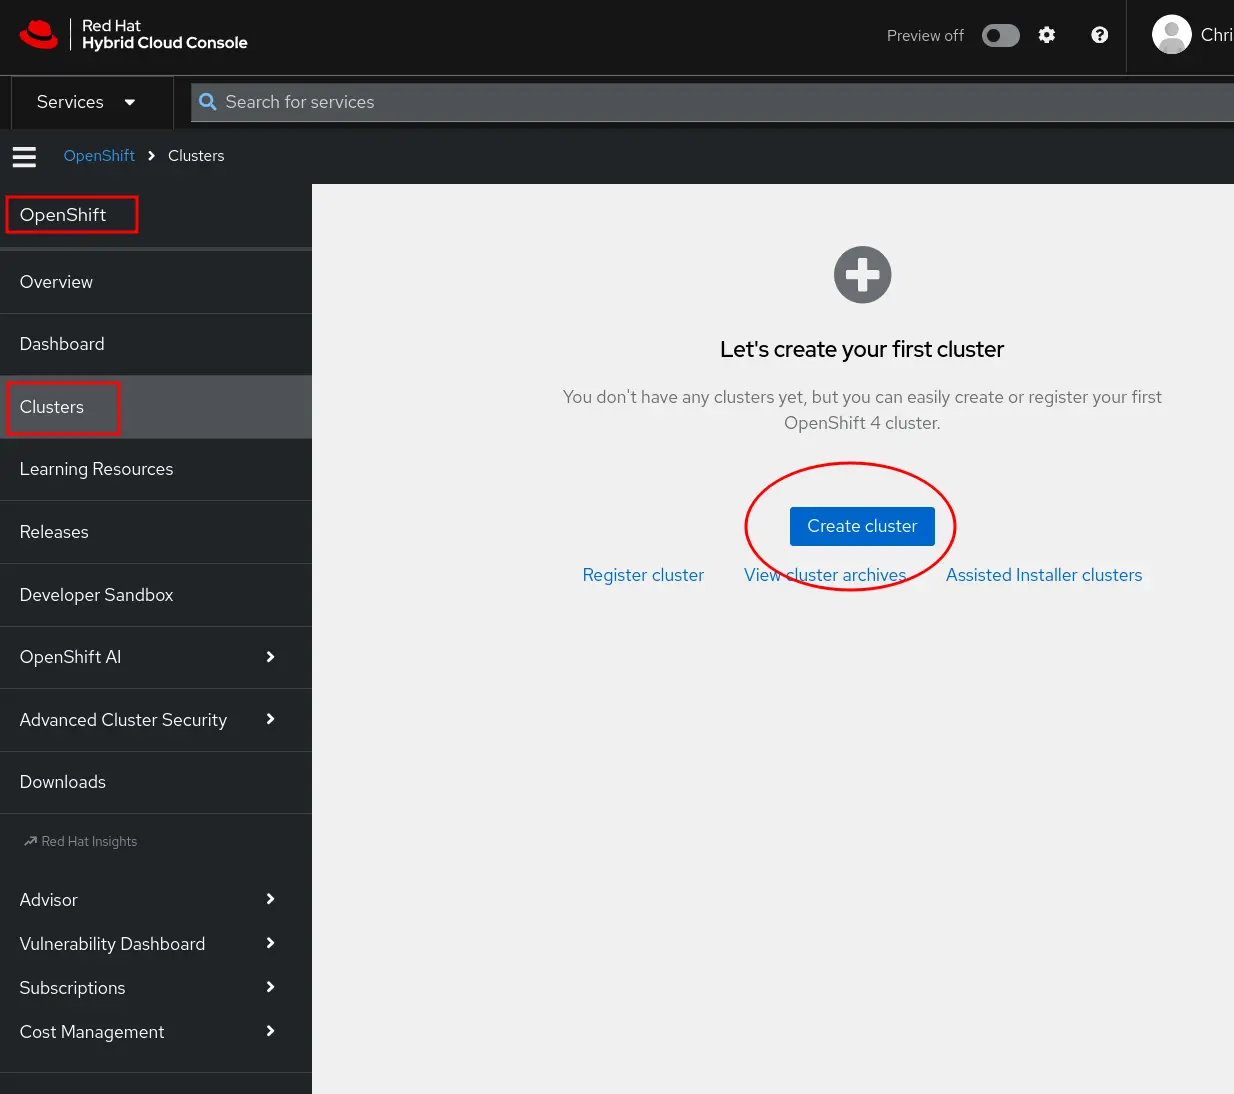 Red Hat
Hybrid Cloud Console
Preview off
Chri
Services
Search for services
OpenShift
Clusters
OpenShift
Overview
Dashboard
Clusters
Learning Resources
Releases
Developer Sandbox
OpenShift AI
Advanced Cluster Security
Downloads
Red Hat Insights
Advisor
Vulnerability Dashboard
Subscriptions
Cost Management
Let's create your first cluster
You don't have any clusters yet, but you can easily create or register your first
OpenShift 4 cluster.
Create cluster
Register cluster
View cluster archives
Assisted Installer clusters